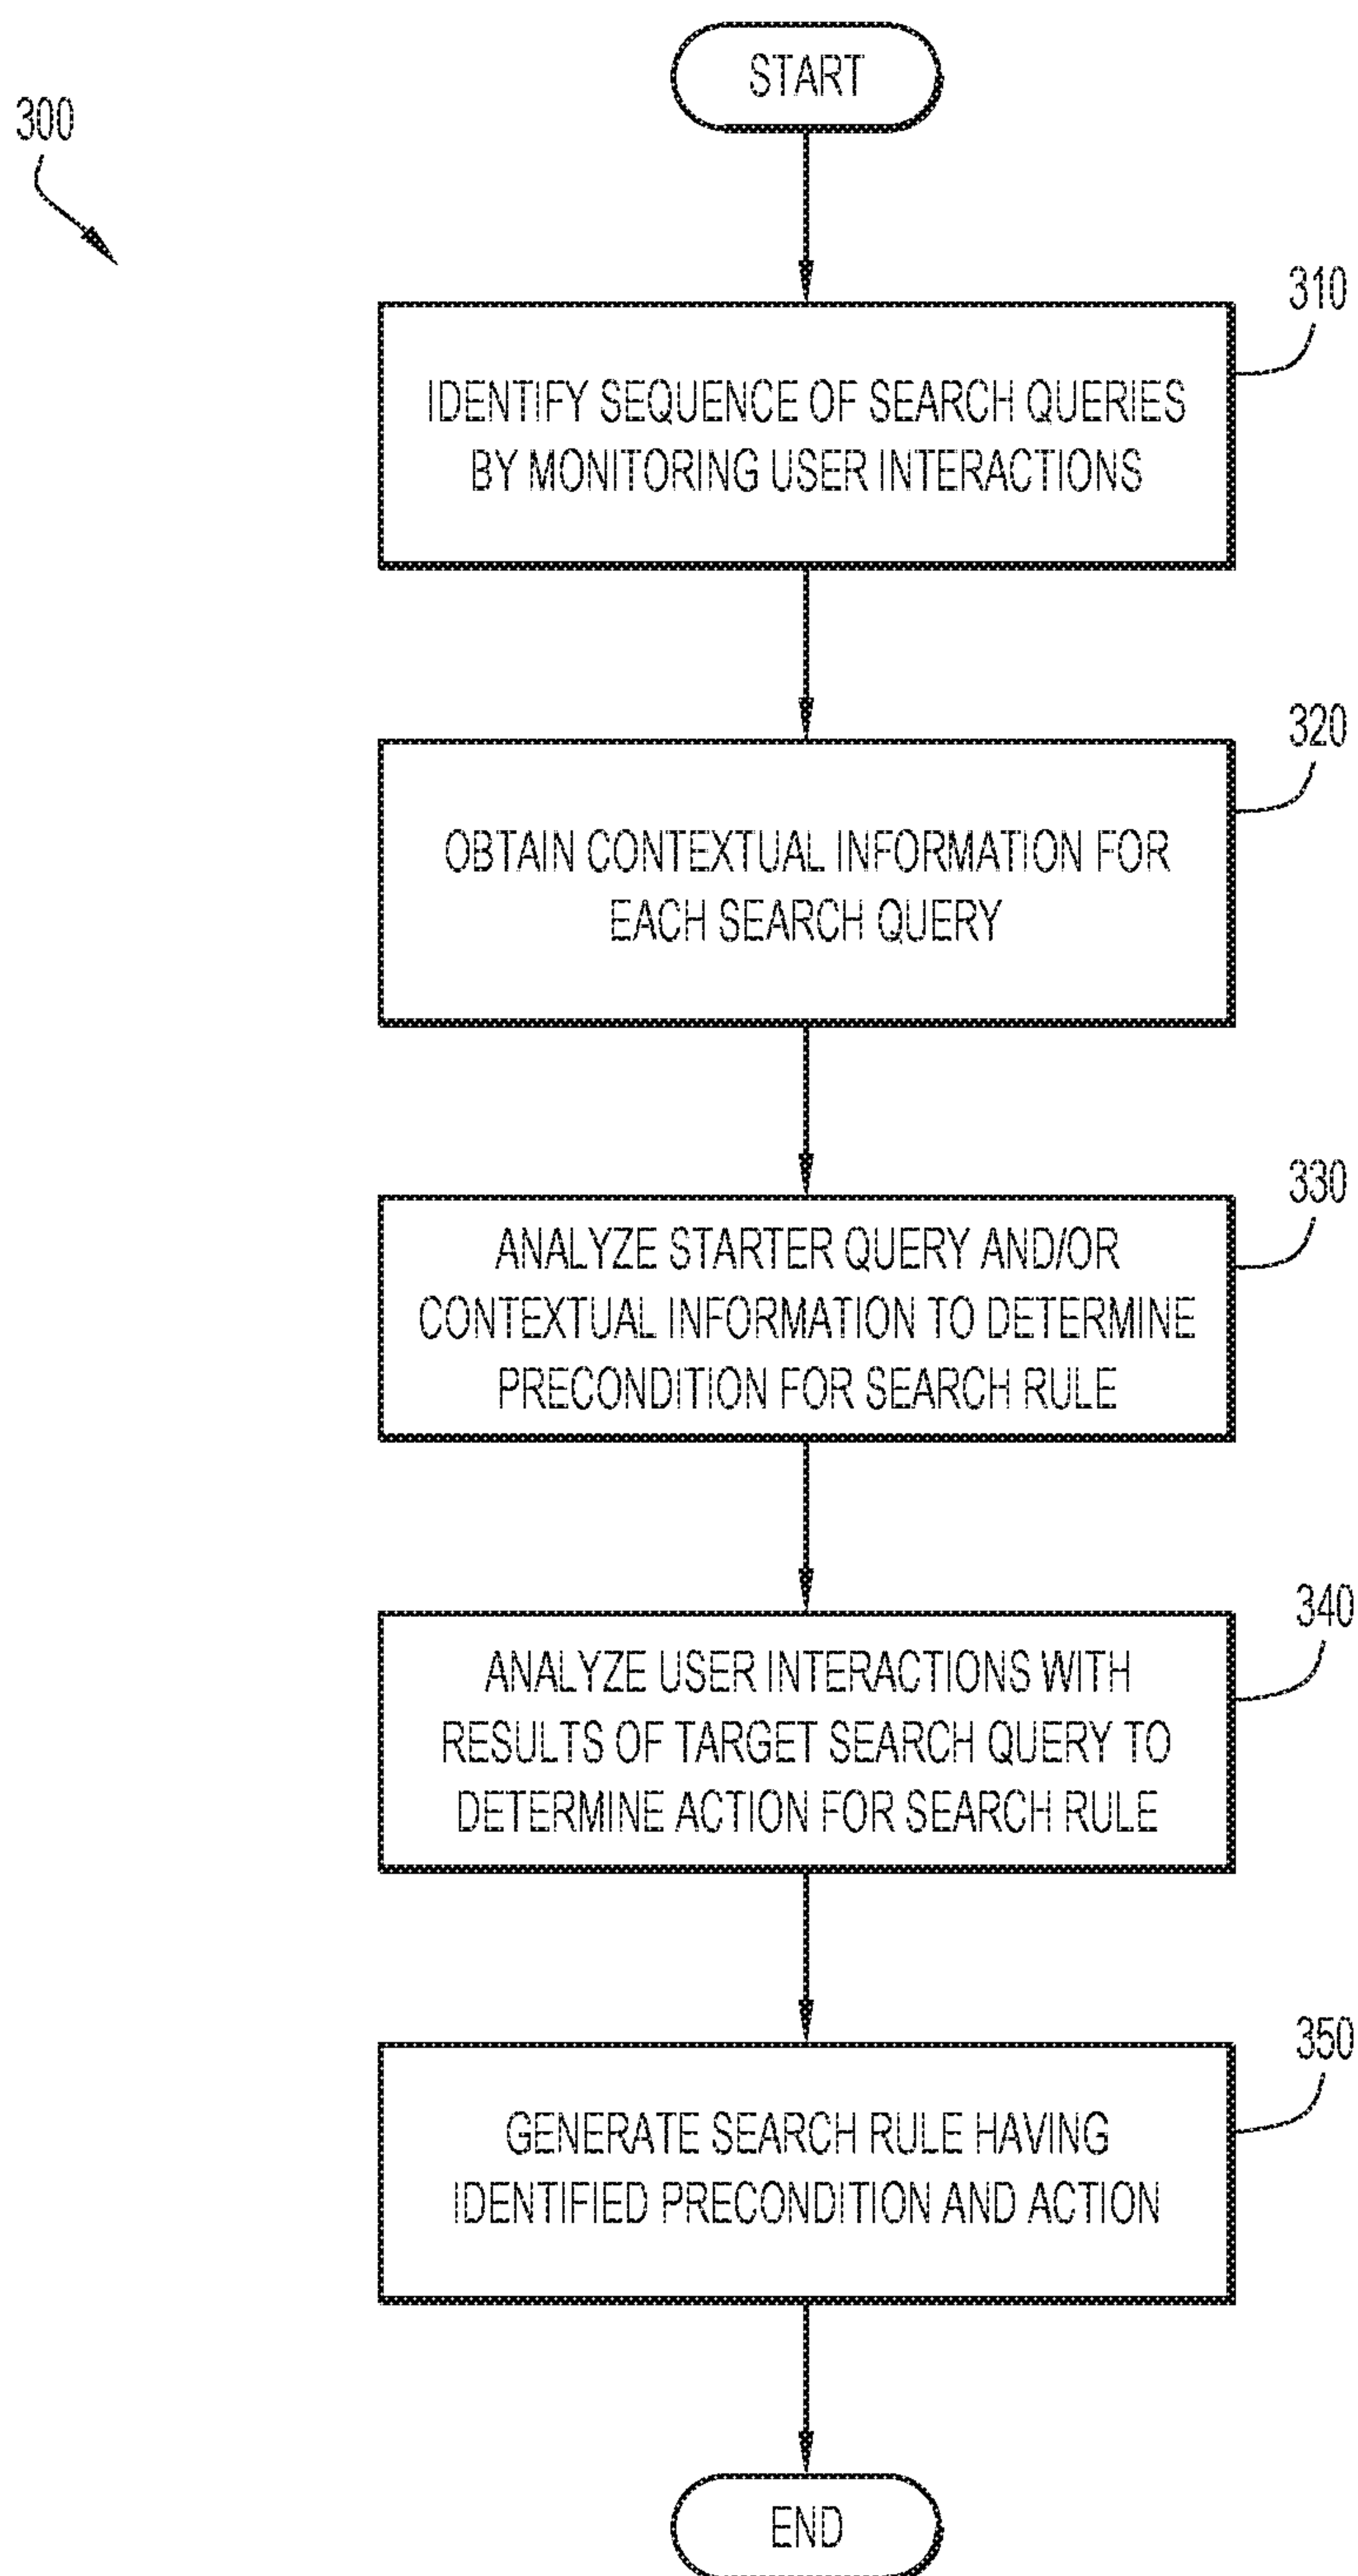 START
300
310
IDENTIFY SEQUENCE OF SEARCH QUERIES
BY MONITORING USER INTERACTIONS
320
OBTAIN CONTEXTUAL INFORMATION FOR
EACH SEARCH QUERY
330
ANALYZE STARTER QUERY AND/OR
CONTEXTUAL INFORMATION TO DETERMINE
PRECONDITION FOR SEARCH RULE
340
ANALYZE USER INTERACTIONS WITH
RESULTS OF TARGET SEARCH QUERY TO
DETERMINE ACTION FOR SEARCH RULE
350
GENERATE SEARCH RULE HAVING
IDENTIFIED PRECONDITION AND ACTION
END